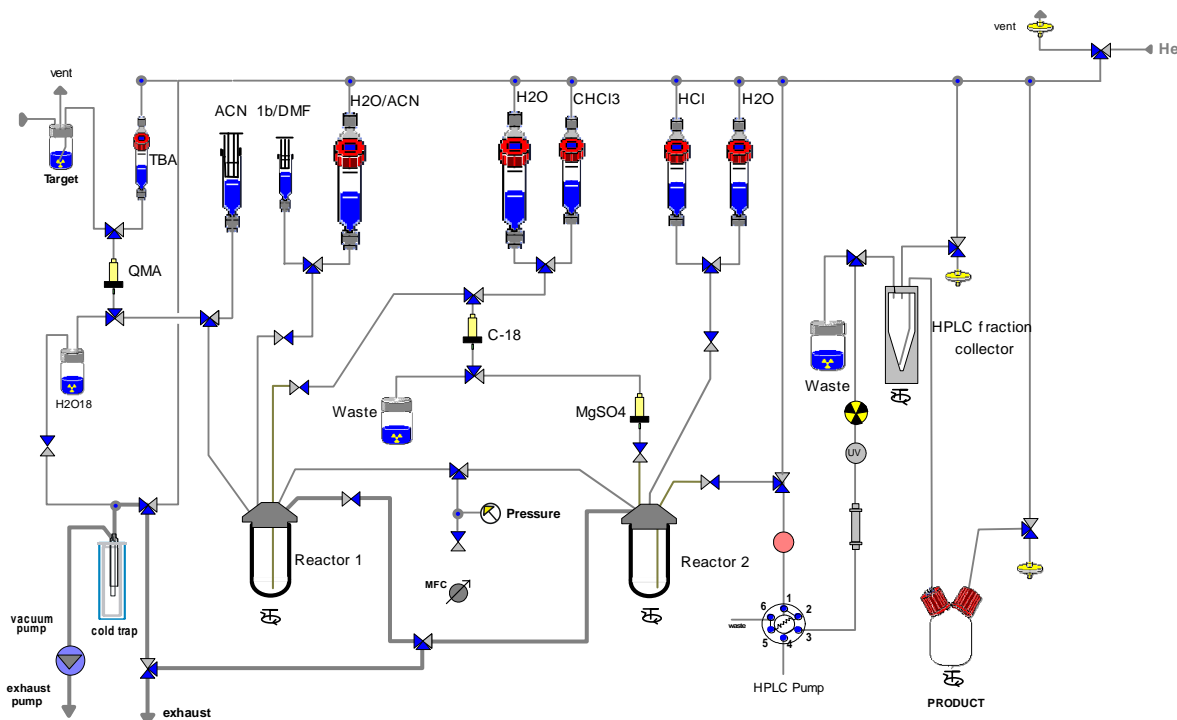 vent
He
vent
ACN
1b/DMF
H2O/ACN
H2O
CHCl3
HCl
H2O
TBA
Target
QMA
C-18
HPLC fraction
collector
H2O18
Waste
MgSO4
Waste
UV
Pressure
Reactor 1
Reactor 2
MFC
vacuum
pump
cold trap
1
2
3
4
5
6
waste
HPLC Pump
exhaust
pump
exhaust
PRODUCT